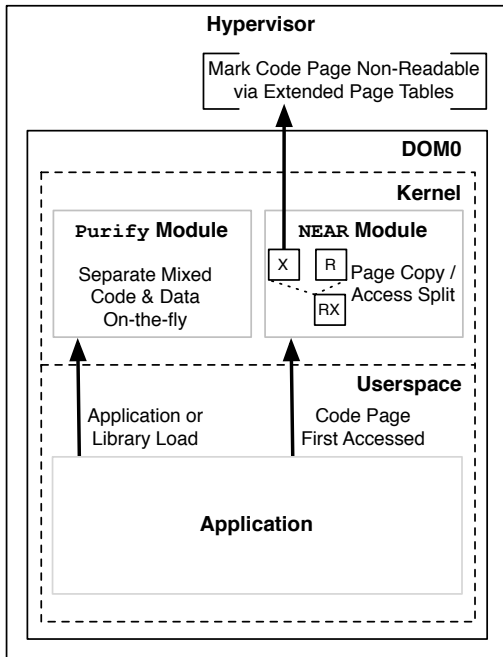 Hypervisor
Mark Code Page Non-Readable
via Extended Page Tables
DOM0
Kernel
Purify Module
Separate Mixed
Code & Data
On-the-fly
NEAR Module
X
R
Page Copy /
Access Split
RX
Userspace
Application or
Library Load
Code Page
First Accessed
Application